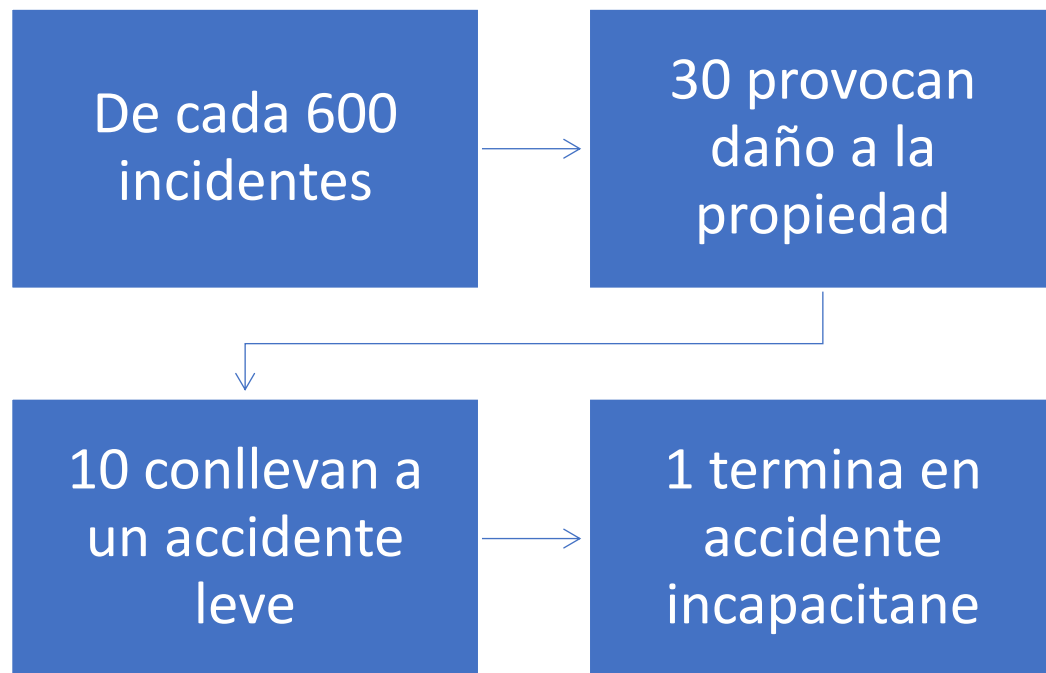 De cada 600
incidentes
30 provocan
daño a la
propiedad
10 conllevan a
un accidente
leve
1 termina en
accidente
incapacitane